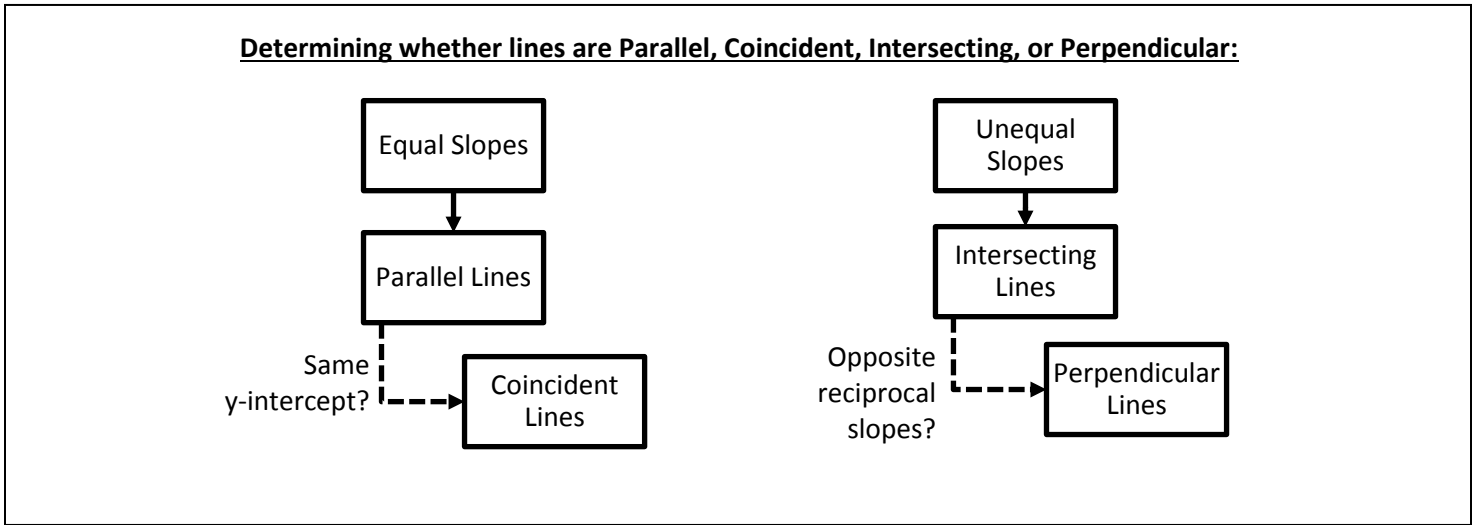 Determining whether lines are Parallel, Coincident, Intersecting, or Perpendicular:
Equal Slopes
Parallel Lines
Same
y-intercept?
Coincident
Lines
Unequal
Slopes
Intersecting
Lines
Opposite
reciprocal
slopes?
Perpendicular
Lines